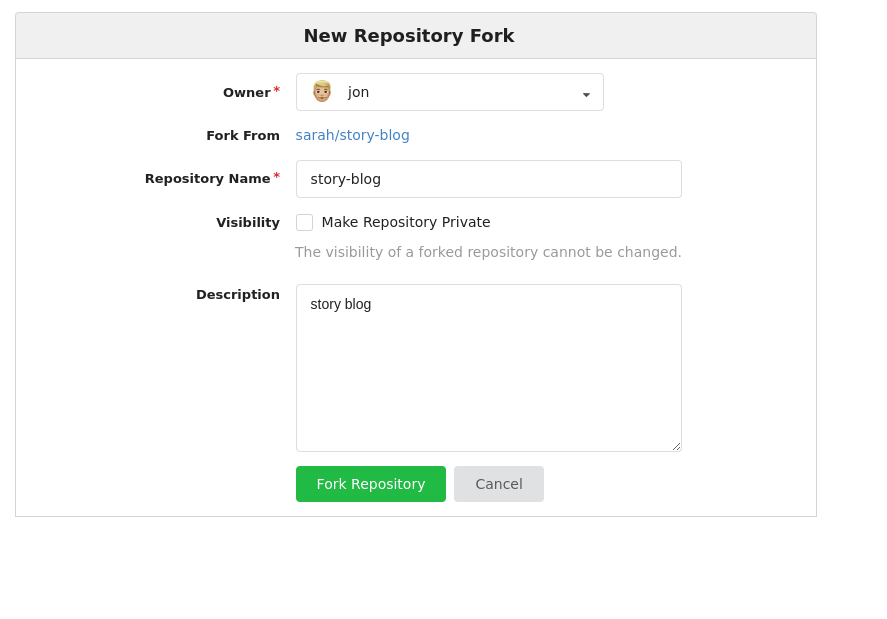 New Repository Fork
Owner*
jon
Fork From
sarah/story-blog
Repository Name*
story-blog
Visibility
Make Repository Private
The visibility of a forked repository cannot be changed.
Description
story blog
Fork Repository
Cancel